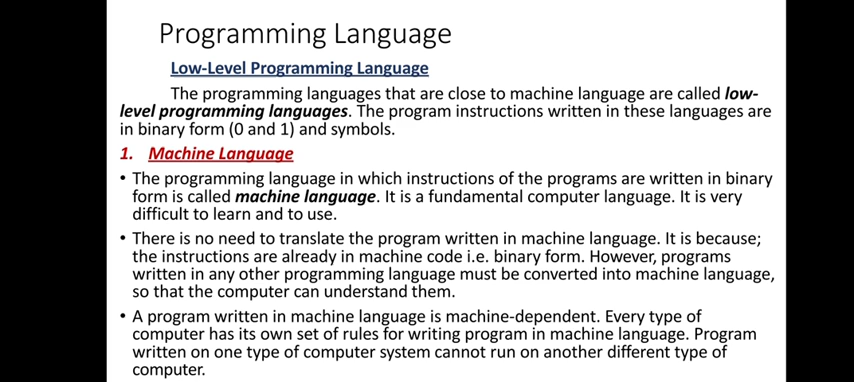 Programming Language
Low-Level Programming Language
The programming languages that are close to machine language are called low-
level programming languages. The program instructions written in these languages are
in binary form (0 and 1) and symbols.
1. Machine Language
• The programming language in which instructions of the programs are written in binary
form is called machine language. It is a fundamental computer language. It is very
difficult to learn and to use.
• There is no need to translate the program written in machine language. It is because;
the instructions are already in machine code i.e. binary form. However, programs
written in any other programming language must be converted into machine language,
so that the computer can understand them.
• A program written in machine language is machine-dependent. Every type of
computer has its own set of rules for writing program in machine language. Program
written on one type of computer system cannot run on another different type of
computer.